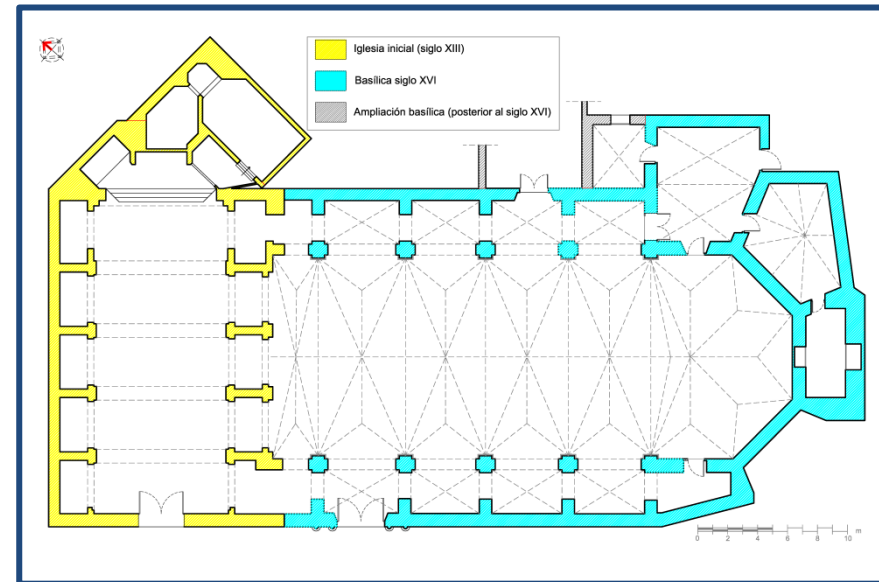 Iglesia inicial (siglo XIII)
Basílica siglo XVI
Ampliación basílica (posterior al siglo XVI)
0 2 4 6 8 10 m